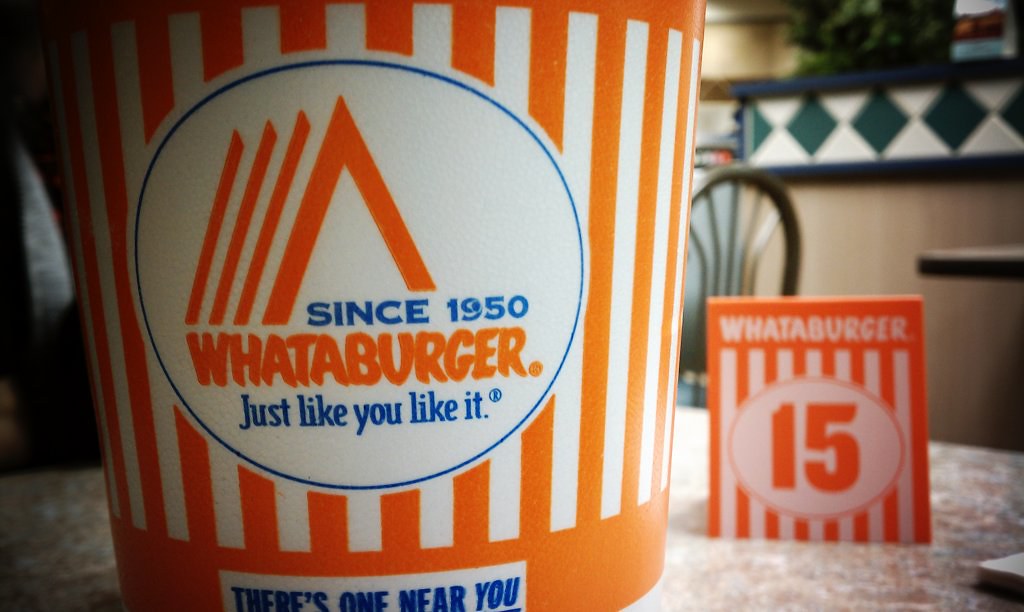 SINCE 1950
WHATABURGER®
Just like you like it.®
THERE'S ONE NEAR YOU
WHATABURGER
15